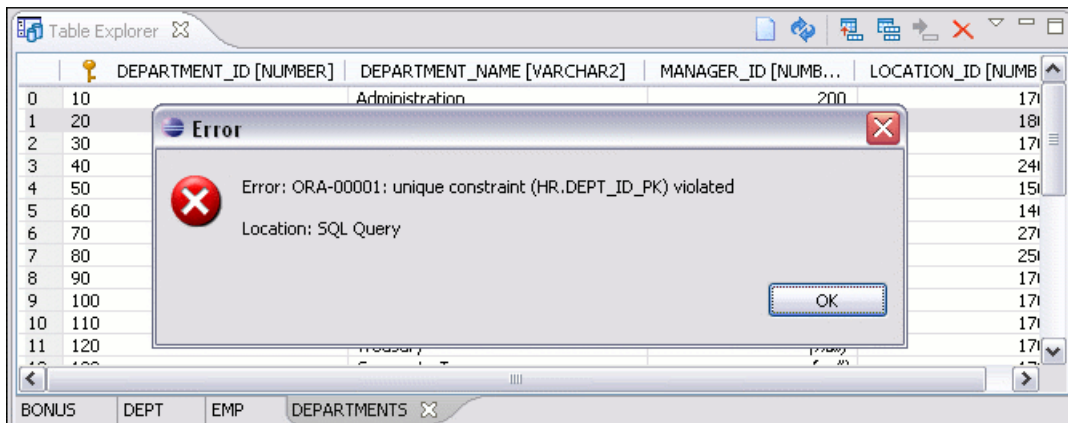 Table Explorer
DEPARTMENT_ID [NUMBER] DEPARTMENT_NAME [VARCHAR2] MANAGER_ID [NUMB... LOCATION_ID [NUMB
0 10 Administration 200
1 20
2 30
3 40
4 50
5 60
6 70
7 80
8 90
9 100
10 110
11 120
Error
Error: ORA-00001: unique constraint (HR.DEPT_ID_PK) violated
Location: SQL Query
OK
BONUS DEPT EMP DEPARTMENTS